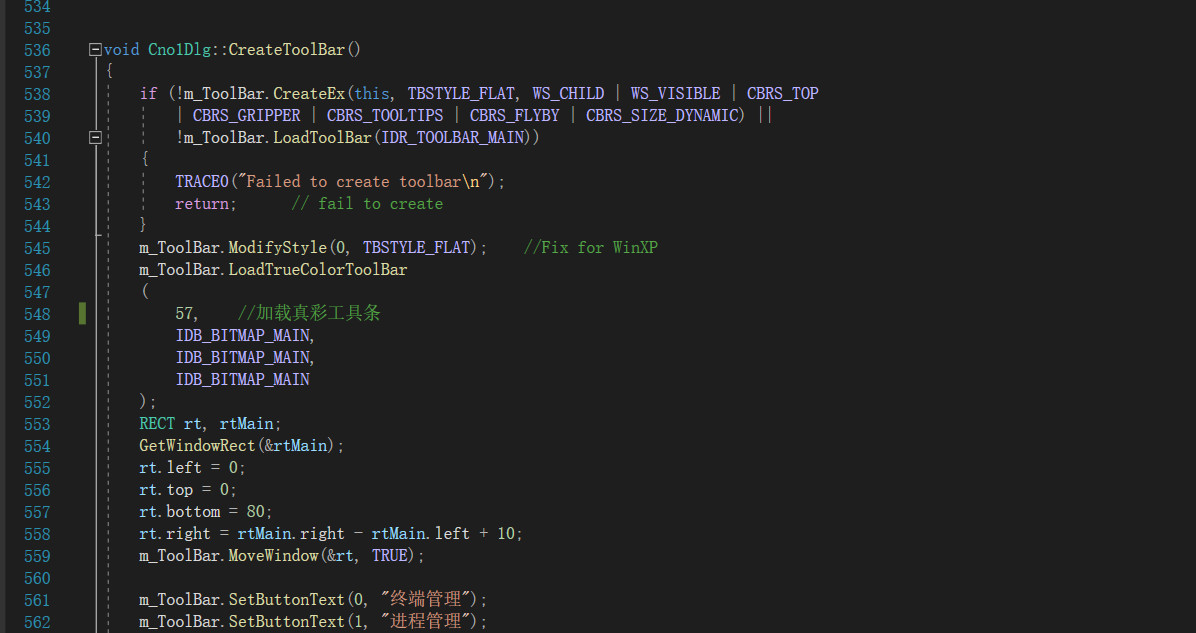 534
535
536 void Cno1Dlg::CreateToolBar()
537 {
538 if (!m_ToolBar.CreateEx(this, TBSTYLE_FLAT, WS_CHILD | WS_VISIBLE | CBRS_TOP
539 | CBRS_GRIPPER | CBRS_TOOLTIPS | CBRS_FLYBY | CBRS_SIZE_DYNAMIC) ||
540 !m_ToolBar.LoadToolBar(IDR_TOOLBAR_MAIN))
541 {
542 TRACE0("Failed to create toolbar\n");
543 return; // fail to create
544 }
545 m_ToolBar.ModifyStyle(0, TBSTYLE_FLAT); //Fix for WinXP
546 m_ToolBar.LoadTrueColorToolBar
547 (
548 57, //加载真彩工具条
549 IDB_BITMAP_MAIN,
550 IDB_BITMAP_MAIN,
551 IDB_BITMAP_MAIN
552 );
553 RECT rt, rtMain;
554 GetWindowRect(&rtMain);
555 rt.left = 0;
556 rt.top = 0;
557 rt.bottom = 80;
558 rt.right = rtMain.right - rtMain.left + 10;
559 m_ToolBar.MoveWindow(&rt, TRUE);
560
561 m_ToolBar.SetButtonText(0, "终端管理");
562 m_ToolBar.SetButtonText(1, "进程管理");